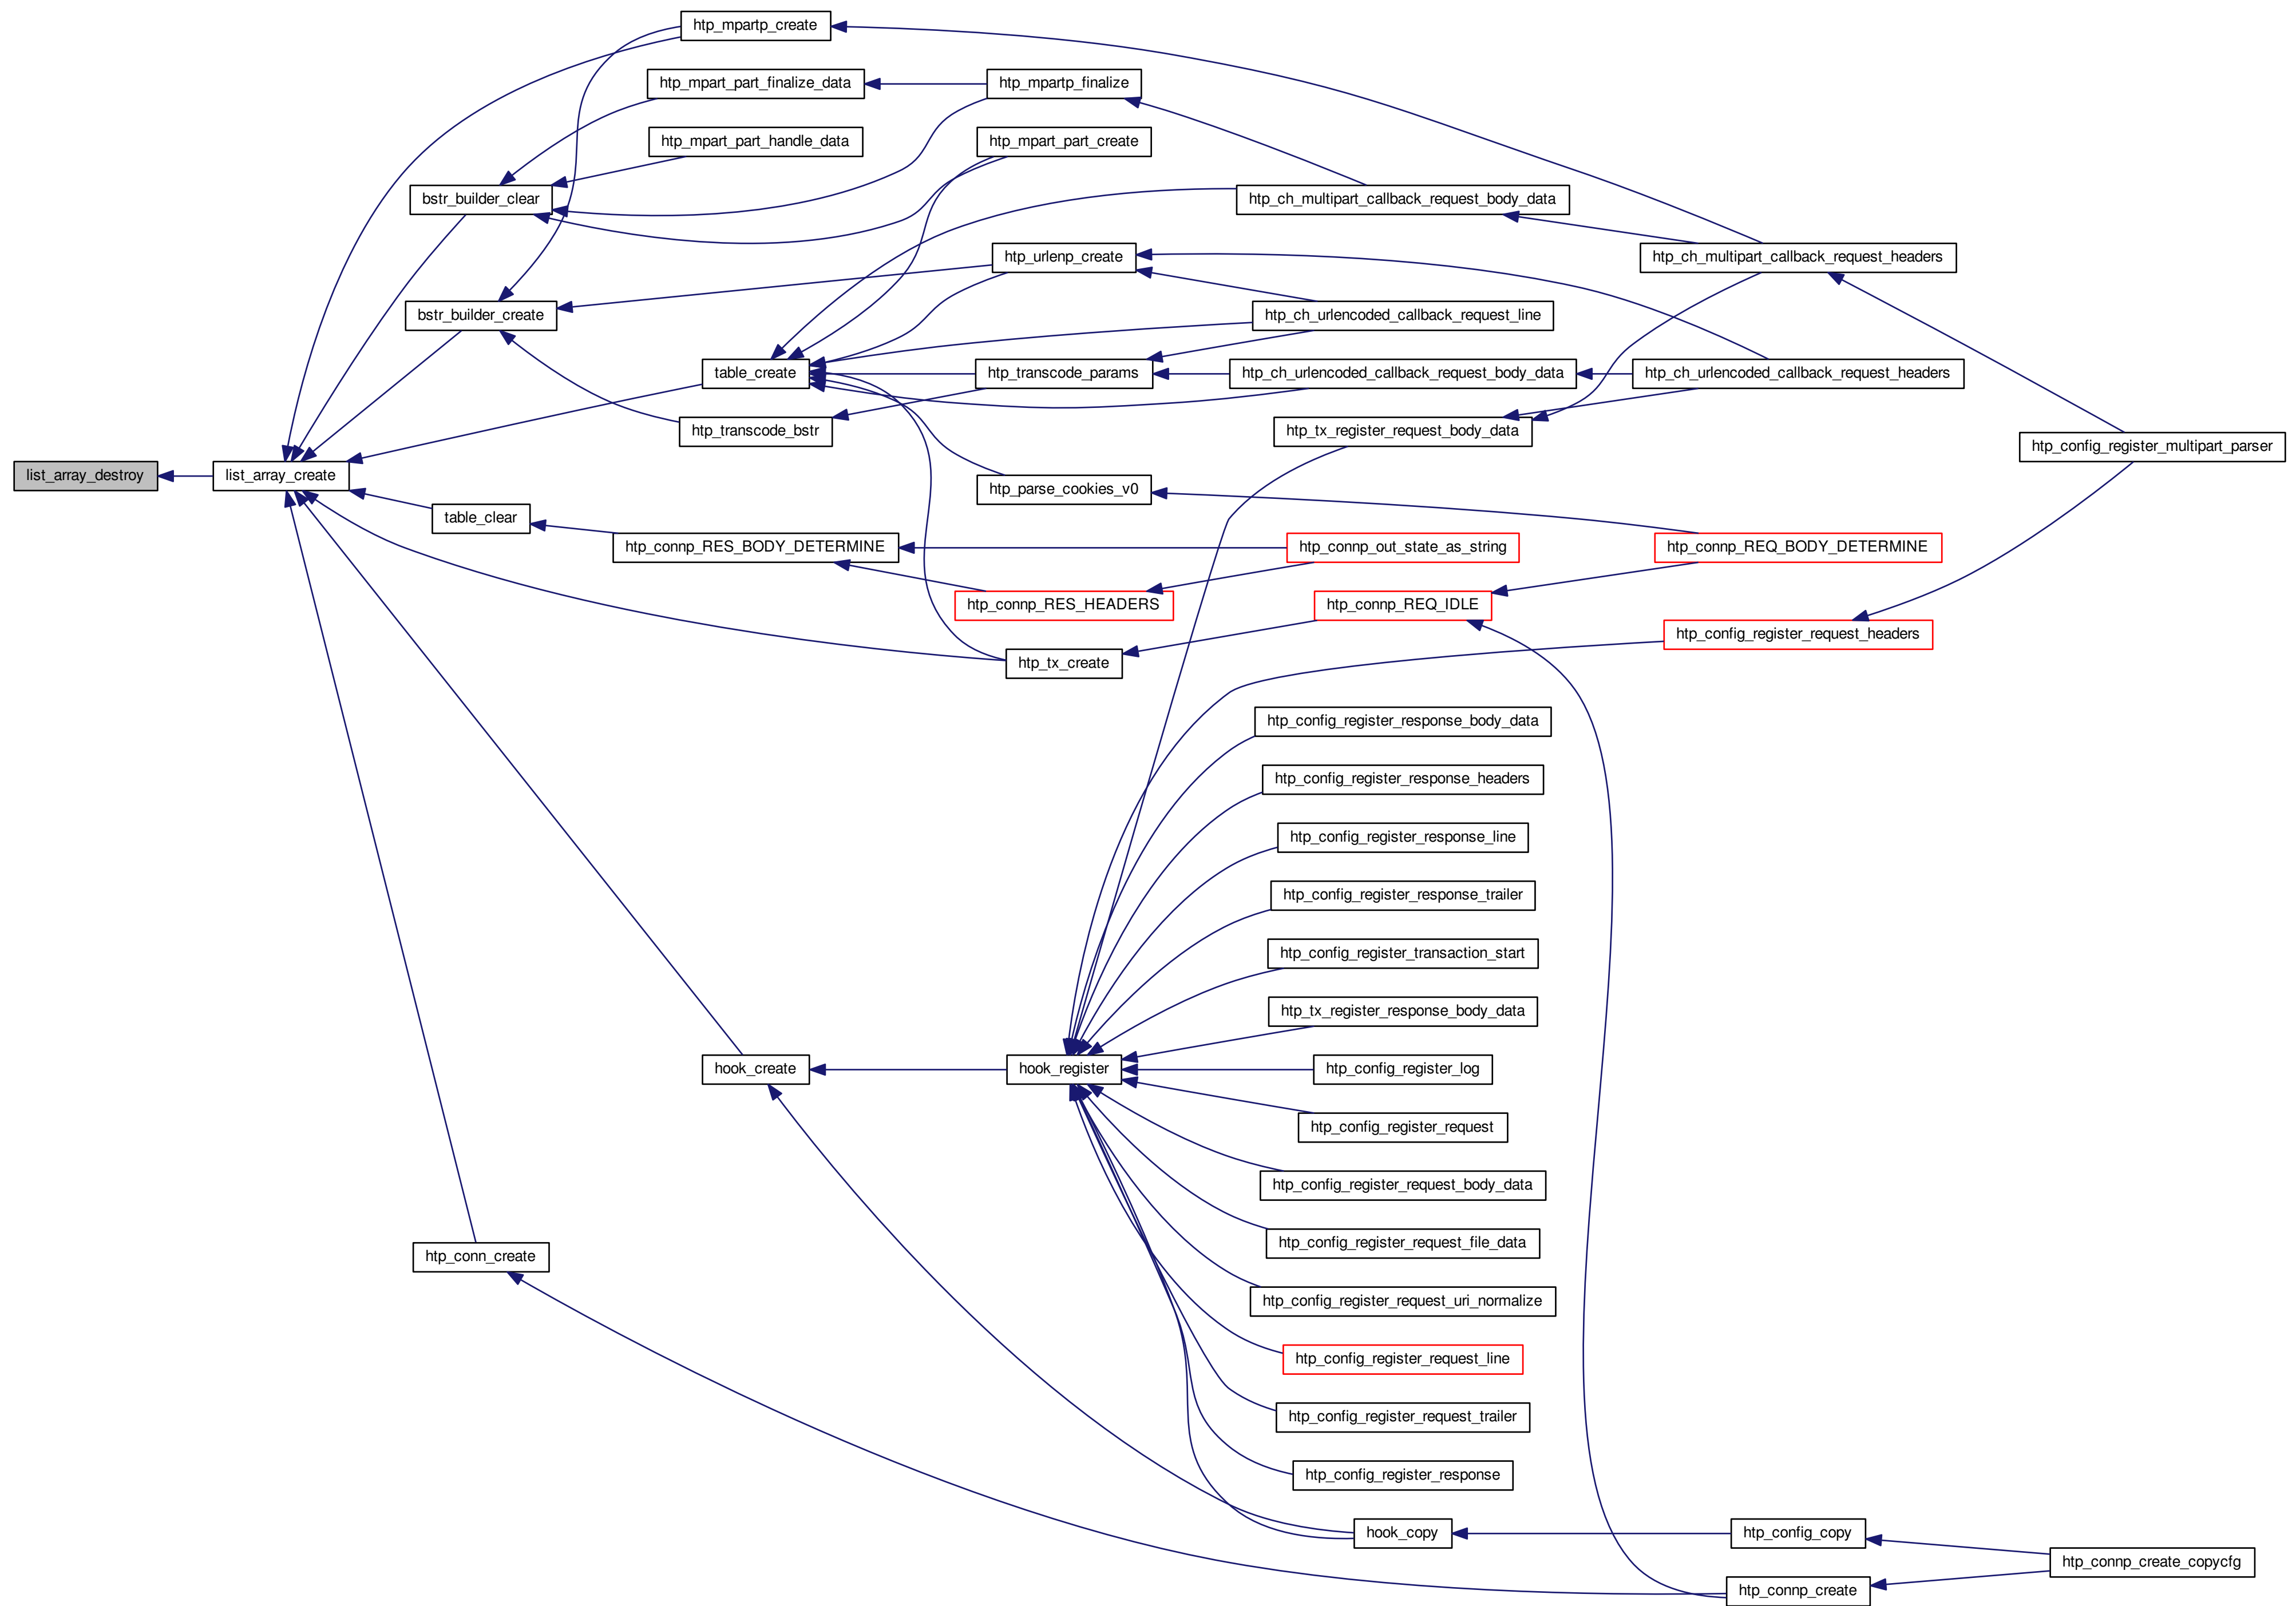 htp_mpartp_create
htp_mpart_part_finalize_data
htp_mpartp_finalize
htp_mpart_part_handle_data
htp_mpart_part_create
bstr_builder_clear
htp_ch_multipart_callback_request_body_data
htp_urlenp_create
htp_ch_multipart_callback_request_headers
bstr_builder_create
htp_ch_urlencoded_callback_request_line
table_create
htp_transcode_params
htp_ch_urlencoded_callback_request_body_data
htp_ch_urlencoded_callback_request_headers
htp_transcode_bstr
htp_tx_register_request_body_data
htp_config_register_multipart_parser
list_array_destroy
list_array_create
htp_parse_cookies_v0
table_clear
htp_connp_RES_BODY_DETERMINE
htp_connp_out_state_as_string
htp_connp_REQ_BODY_DETERMINE
htp_connp_RES_HEADERS
htp_connp_REQ_IDLE
htp_config_register_request_headers
htp_tx_create
htp_config_register_response_body_data
htp_config_register_response_headers
htp_config_register_response_line
htp_config_register_response_trailer
htp_config_register_transaction_start
htp_tx_register_response_body_data
hook_create
hook_register
htp_config_register_log
htp_config_register_request
htp_config_register_request_body_data
htp_config_register_request_file_data
htp_conn_create
htp_config_register_request_uri_normalize
htp_config_register_request_line
htp_config_register_request_trailer
htp_config_register_response
hook_copy
htp_config_copy
htp_connp_create_copycfg
htp_connp_create